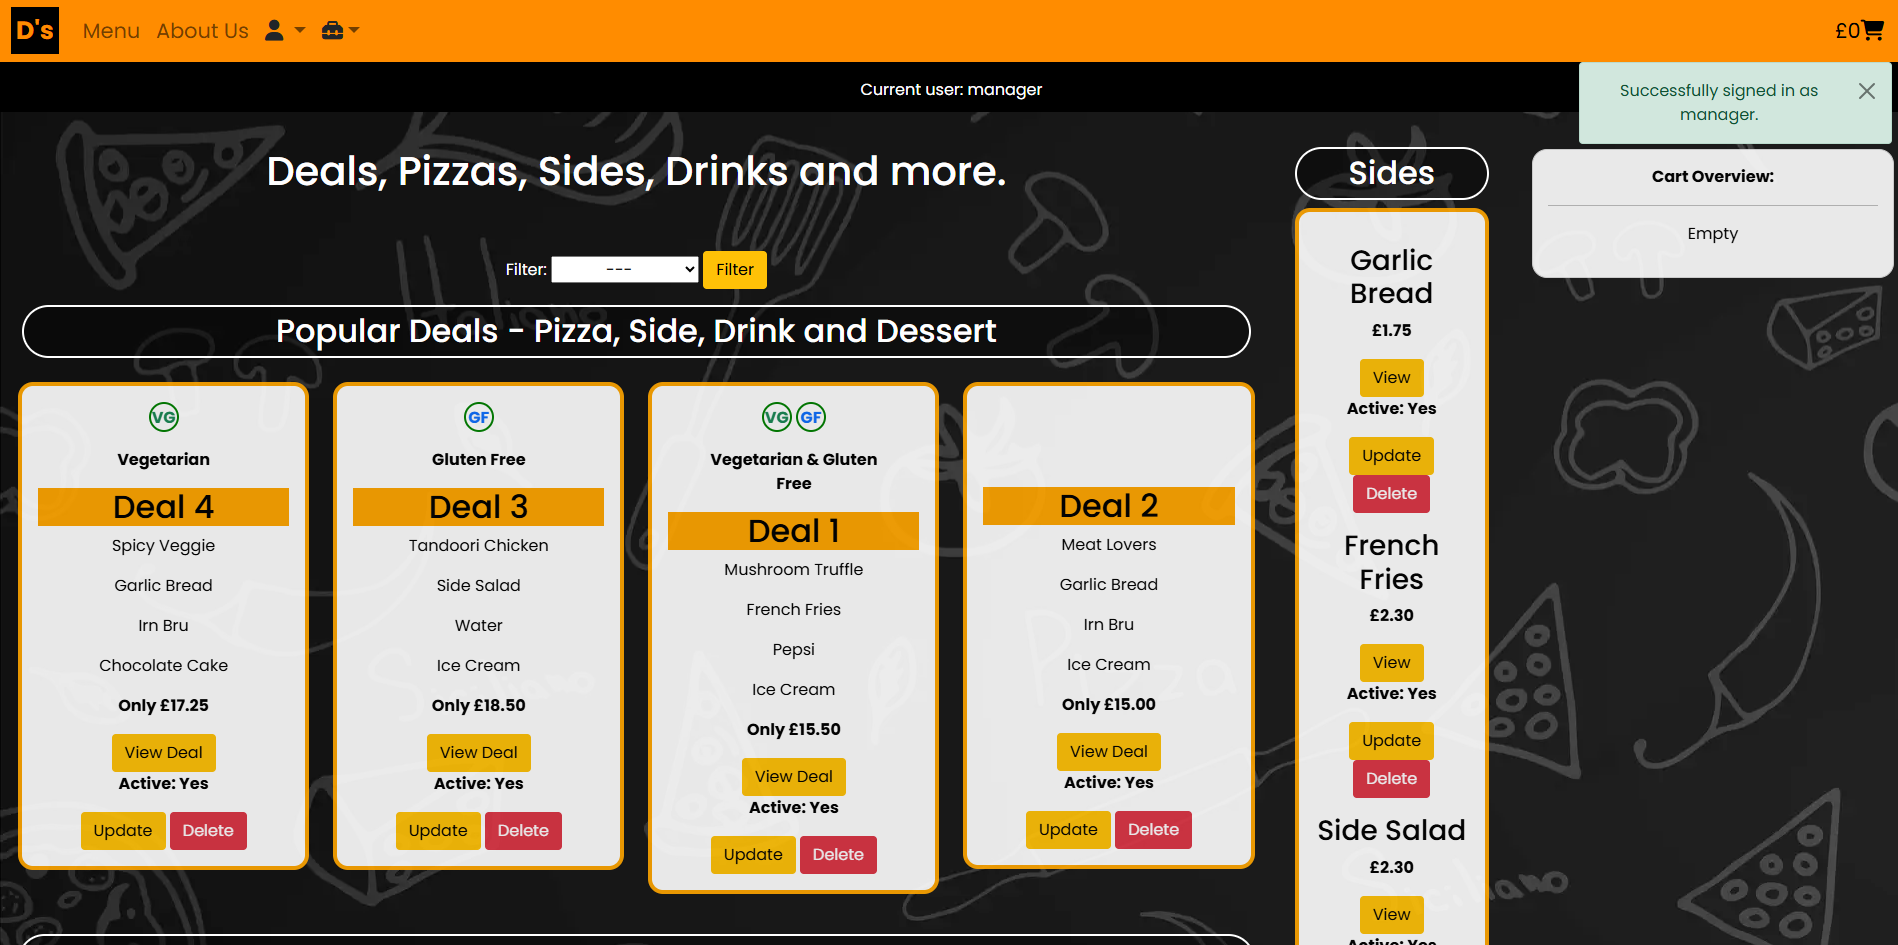 D's
Menu
About Us
£0
Current user: manager
Successfully signed in as
manager.
Deals, Pizzas, Sides, Drinks and more.
Filter:
---
Filter
Popular Deals - Pizza, Side, Drink and Dessert
VG
Vegetarian
Deal 4
Spicy Veggie
Garlic Bread
Irn Bru
Chocolate Cake
Only £17.25
View Deal
Active: Yes
Update
Delete
GF
Gluten Free
Deal 3
Tandoori Chicken
Side Salad
Water
Ice Cream
Only £18.50
View Deal
Active: Yes
Update
Delete
VG GF
Vegetarian & Gluten
Free
Deal 1
Mushroom Truffle
French Fries
Pepsi
Ice Cream
Only £15.50
View Deal
Active: Yes
Update
Delete
Deal 2
Meat Lovers
Garlic Bread
Irn Bru
Ice Cream
Only £15.00
View Deal
Active: Yes
Update
Delete
Sides
Garlic
Bread
£1.75
View
Active: Yes
Update
Delete
French
Fries
£2.30
View
Active: Yes
Update
Delete
Side Salad
£2.30
View
Active: Yes
Cart Overview:
Empty
Pizza
Siciliano